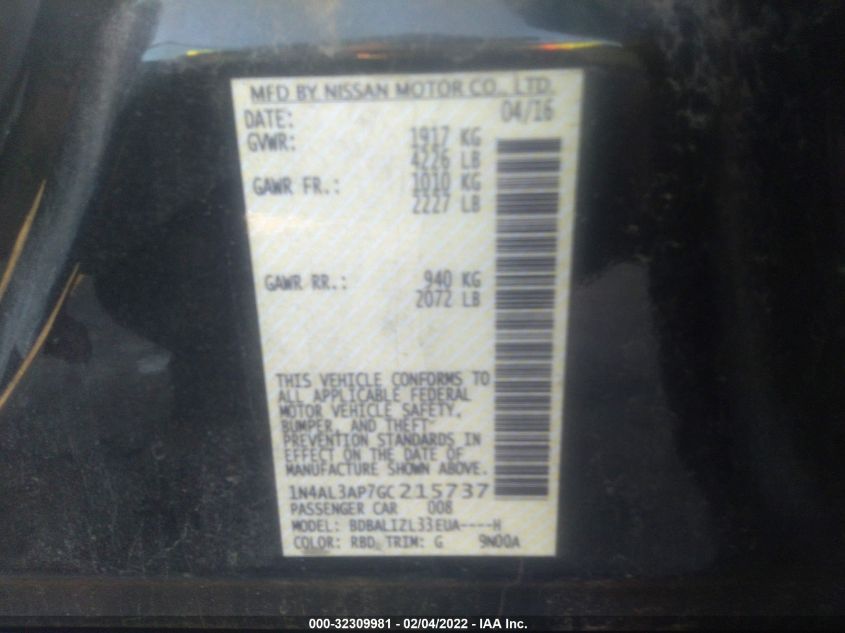 MFD BY NISSAN MOTOR CO., LTD.
DATE: 04/16
GVWR: 1917 KG
4226 LB
GAWR FR.: 1010 KG
2227 LB
GAWR RR.: 940 KG
2072 LB
THIS VEHICLE CONFORMS TO
ALL APPLICABLE FEDERAL
MOTOR VEHICLE SAFETY,
BUMPER, AND THEFT
PREVENTION STANDARDS IN
EFFECT ON THE DATE OF
MANUFACTURE SHOWN ABOVE.
1N4AL3AP7GC215737
PASSENGER CAR 008
MODEL: BDBALIZL33EUA----H
COLOR: RBD TRIM: G 9N00A
000-32309981 - 02/04/2022 - IAA Inc.